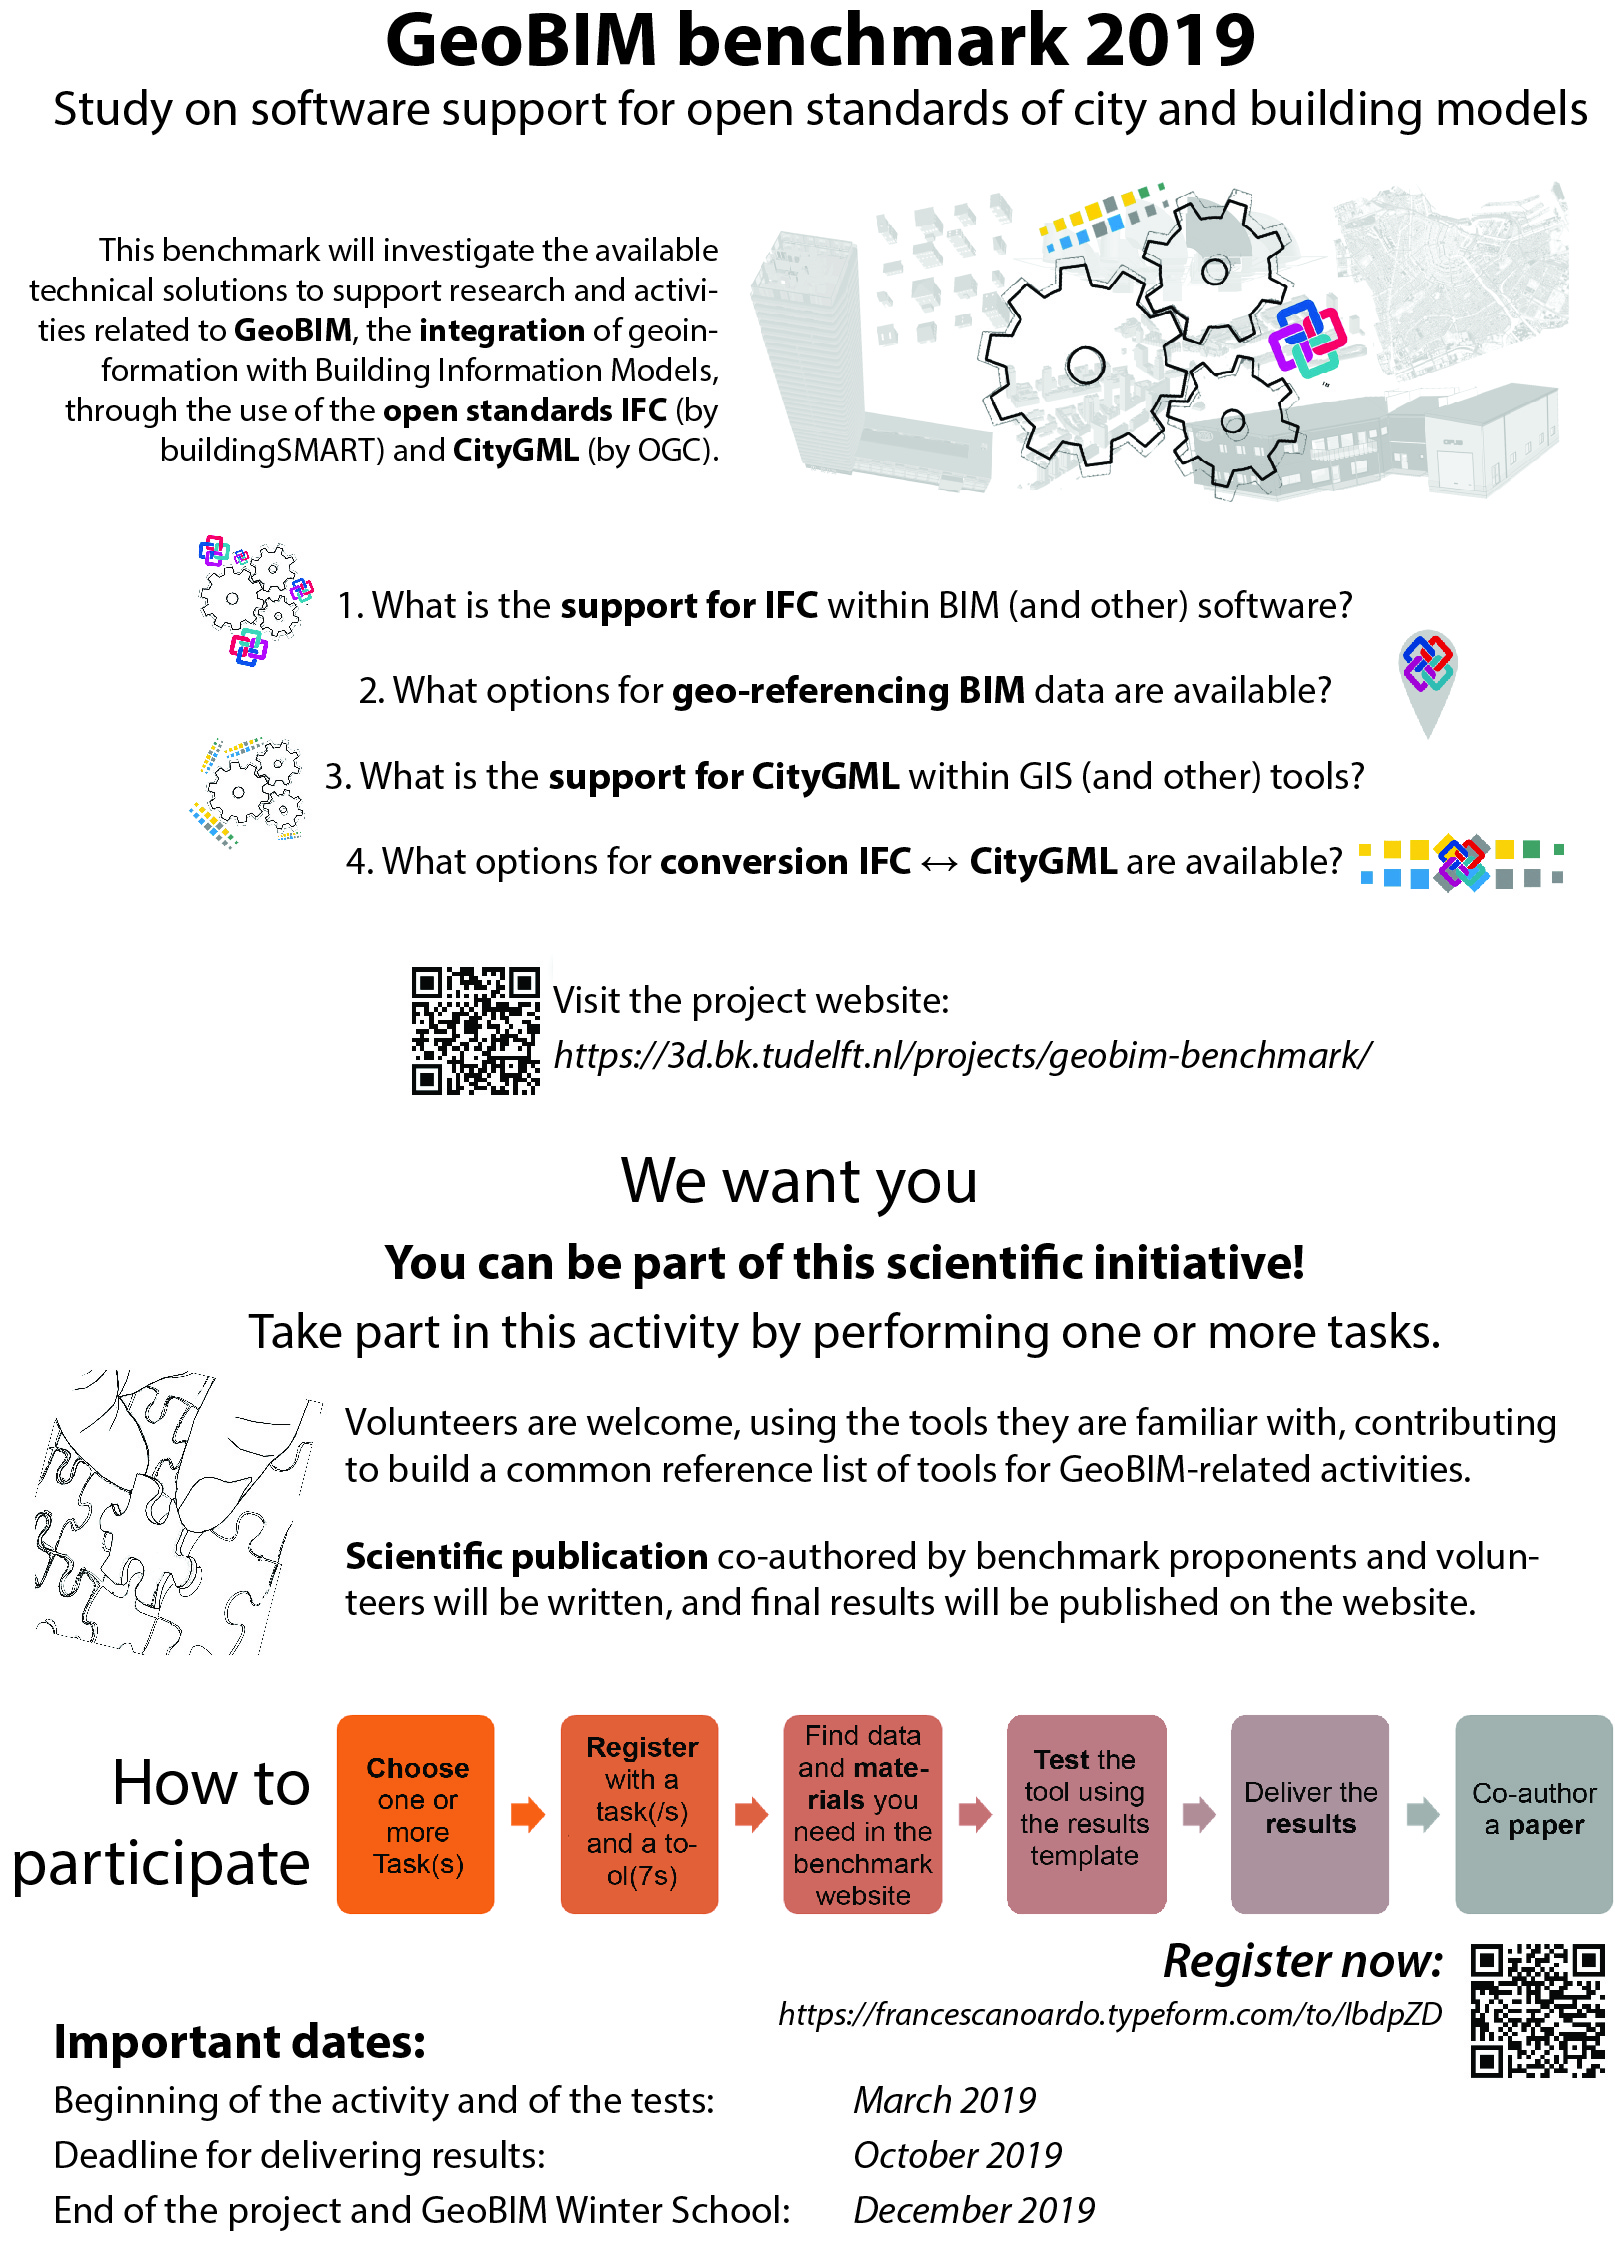 GeoBIM benchmark 2019
Study on software support for open standards of city and building models
This benchmark will investigate the available
technical solutions to support research and activi-
ties related to GeoBIM, the integration of geoin-
formation with Building Information Models,
through the use of the open standards IFC (by
buildingSMART) and CityGML (by OGC).
1. What is the support for IFC within BIM (and other) software?
2. What options for geo-referencing BIM data are available?
3. What is the support for CityGML within GIS (and other) tools?
4. What options for conversion IFC ↔ CityGML are available?
Visit the project website:
https://3d.bk.tudelft.nl/projects/geobim-benchmark/
We want you
You can be part of this scientific initiative!
Take part in this activity by performing one or more tasks.
Volunteers are welcome, using the tools they are familiar with, contributing
to build a common reference list of tools for GeoBIM-related activities.
Scientific publication co-authored by benchmark proponents and volun-
teers will be written, and final results will be published on the website.
How to
participate
Choose
one or
more
Task(s)
Register
with a
task(/s)
and a to-
ol(7s)
Find data
and mate-
rials you
need in the
benchmark
website
Test the
tool using
the results
template
Deliver the
results
Co-author
a paper
Register now:
https://francescanoardo.typeform.com/to/IbdpZD
Important dates:
Beginning of the activity and of the tests: March 2019
Deadline for delivering results: October 2019
End of the project and GeoBIM Winter School: December 2019